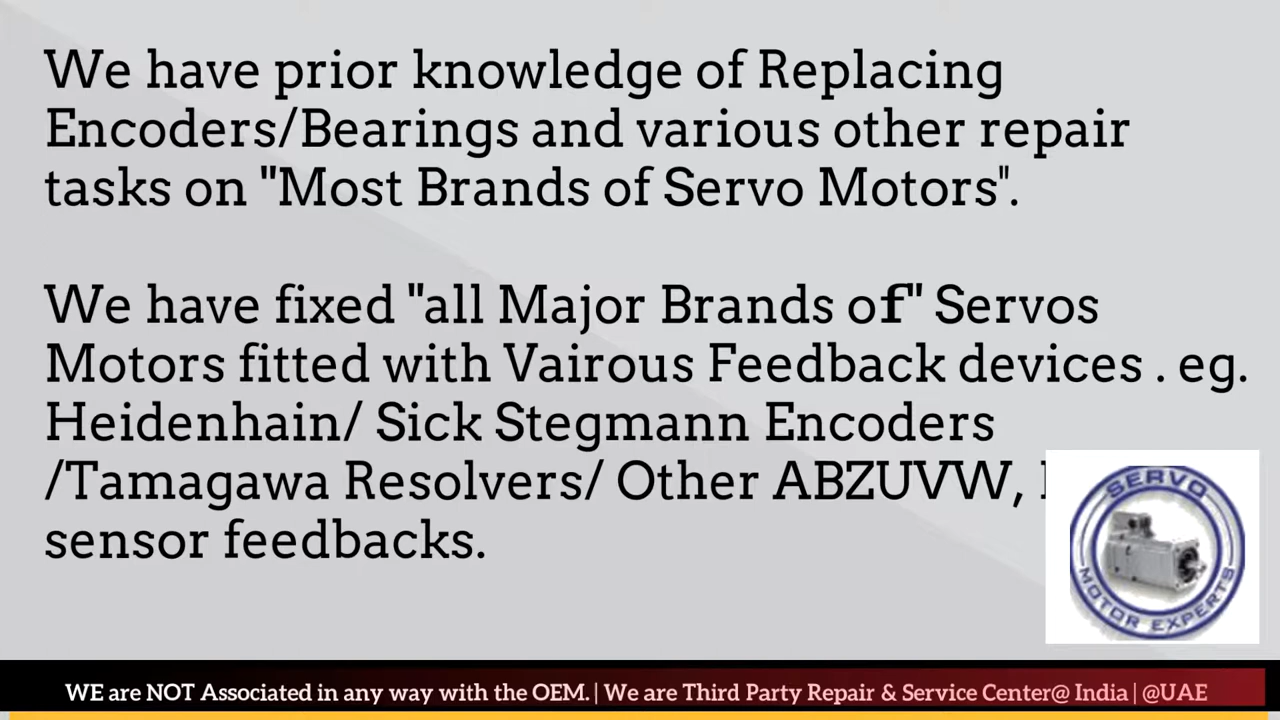 We have prior knowledge of Replacing
Encoders/Bearings and various other repair
tasks on "Most Brands of Servo Motors".
We have fixed "all Major Brands of" Servos
Motors fitted with Vairous Feedback devices . eg.
Heidenhain/ Sick Stegmann Encoders
/Tamagawa Resolvers/ Other ABZUVW,
sensor feedbacks.
SERVO
MOTOR EXPERTS
WE are NOT Associated in any way with the OEM. | We are Third Party Repair & Service Center@ India | @UAE